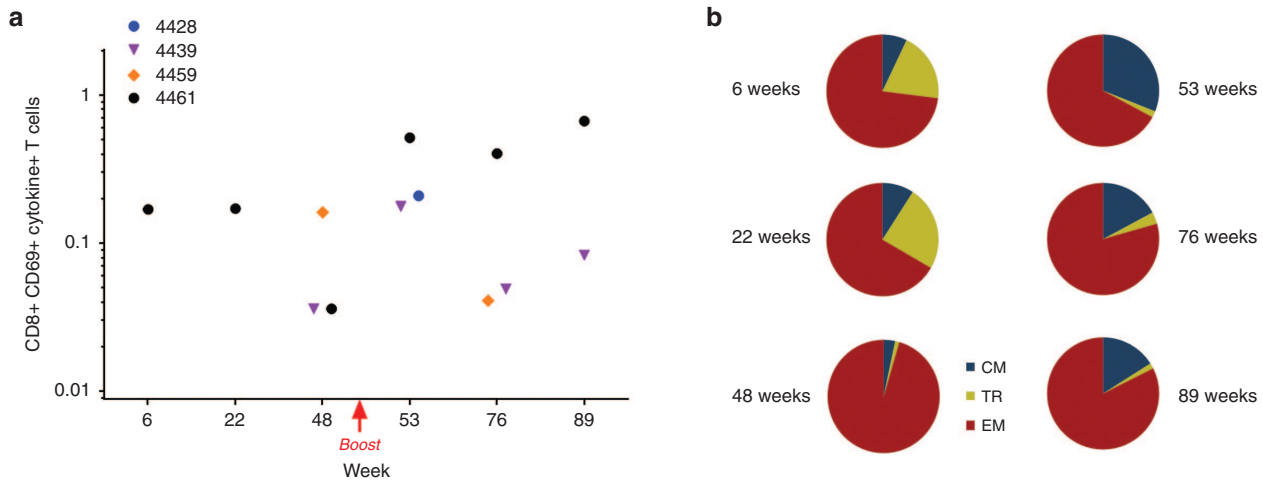 a
4428
4439
4459
4461
CD8+ CD69+ cytokine+ T cells
1
0.1
0.01
6 22 48 53 76 89
Boost
Week
b
6 weeks
53 weeks
22 weeks
76 weeks
48 weeks
CM
TR
EM
89 weeks